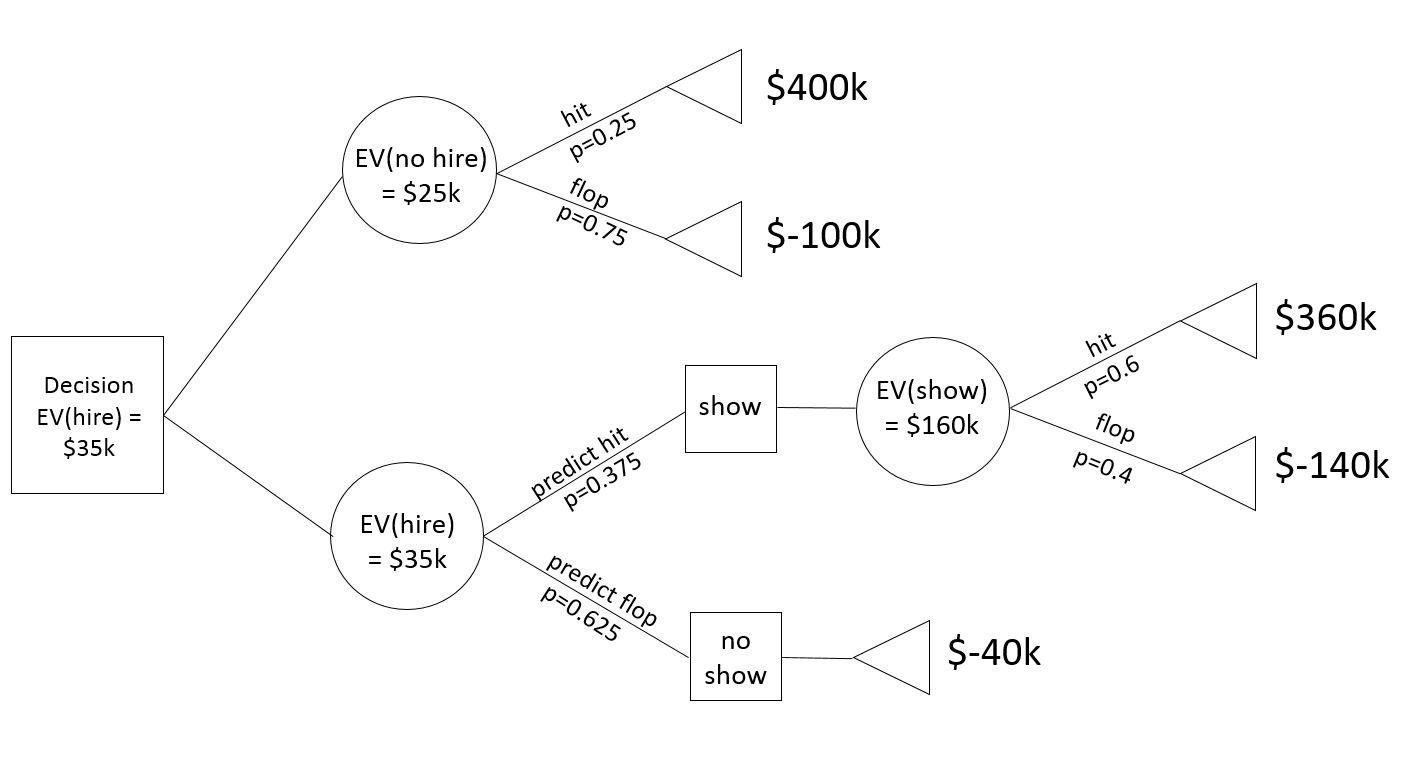 hit
p=0.25
$400k
EV(no hire)
= $25k
flop
p=0.75
$-100k
Decision
EV(hire) =
$35k
EV(hire)
= $35k
predict hit
p=0.375
show
EV(show)
= $160k
hit
p=0.6
$360k
flop
p=0.4
$-140k
predict flop
p=0.625
no
show
$-40k